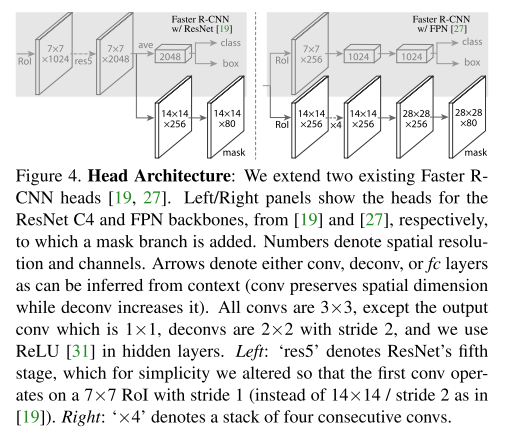 Faster R-CNN
w/ ResNet [19]
RoI
7×7
×1024
res5
7×7
×2048
ave
2048
class
box
14×14
×256
14×14
×80
mask
Faster R-CNN
w/ FPN [27]
RoI
7×7
×256
1024
1024
class
box
RoI
14×14
×256
×4
14×14
×256
28×28
×256
28×28
×80
mask
Figure 4. Head Architecture: We extend two existing Faster R-
CNN heads [19, 27]. Left/Right panels show the heads for the
ResNet C4 and FPN backbones, from [19] and [27], respectively,
to which a mask branch is added. Numbers denote spatial resolu-
tion and channels. Arrows denote either conv, deconv, or fc layers
as can be inferred from context (conv preserves spatial dimension
while deconv increases it). All convs are 3×3, except the output
conv which is 1×1, deconvs are 2×2 with stride 2, and we use
ReLU [31] in hidden layers. Left: ‘res5’ denotes ResNet’s fifth
stage, which for simplicity we altered so that the first conv oper-
ates on a 7×7 RoI with stride 1 (instead of 14×14 / stride 2 as in
[19]). Right: ‘×4’ denotes a stack of four consecutive convs.